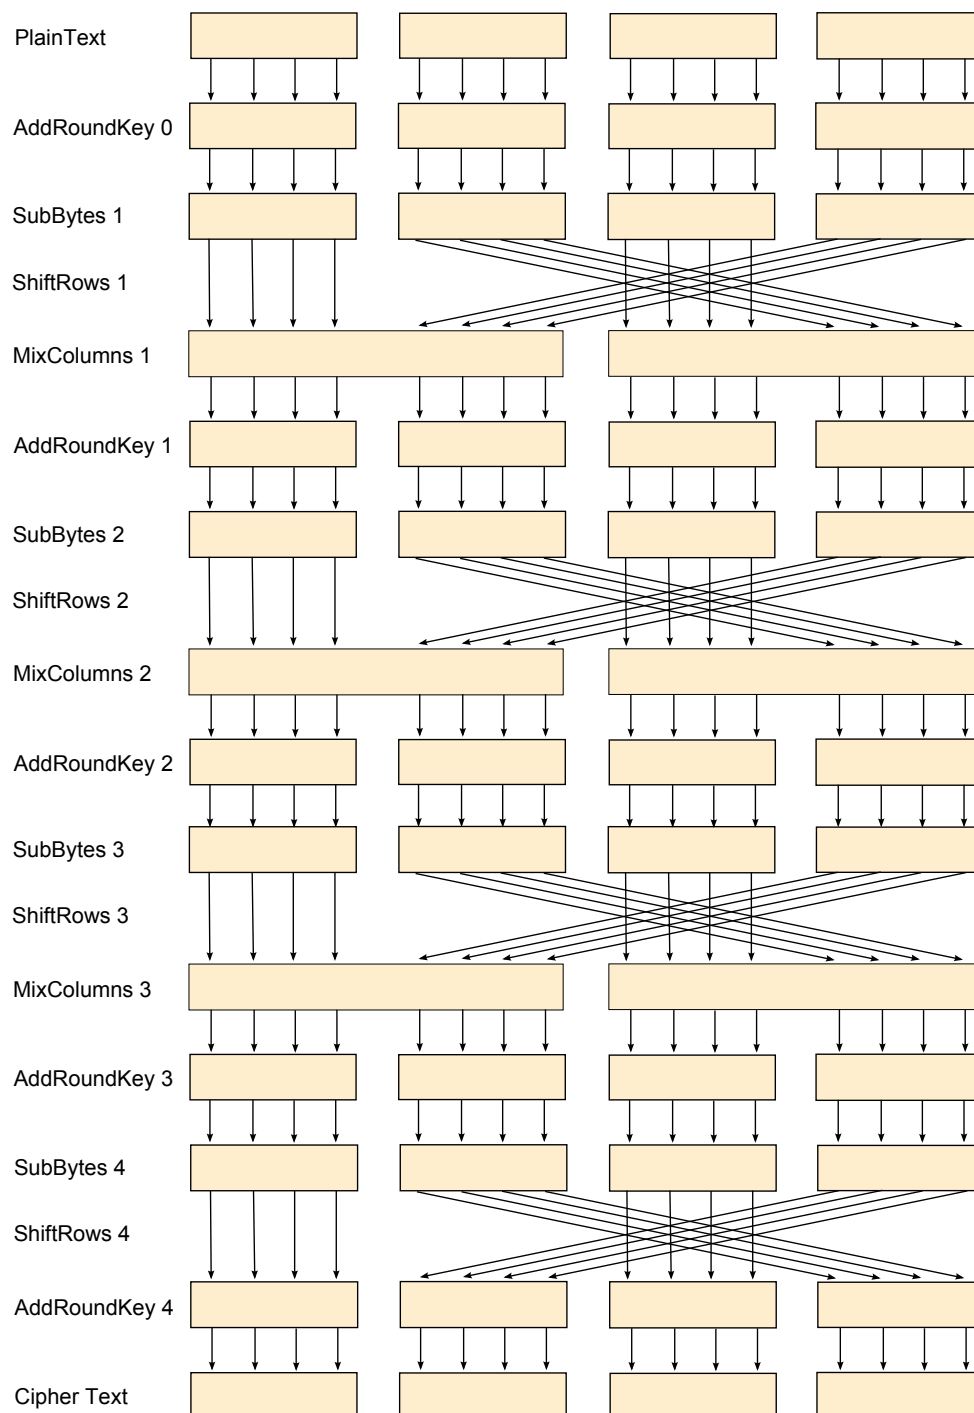 PlainText
AddRoundKey 0
SubBytes 1
ShiftRows 1
MixColumns 1
AddRoundKey 1
SubBytes 2
ShiftRows 2
MixColumns 2
AddRoundKey 2
SubBytes 3
ShiftRows 3
MixColumns 3
AddRoundKey 3
SubBytes 4
ShiftRows 4
AddRoundKey 4
Cipher Text